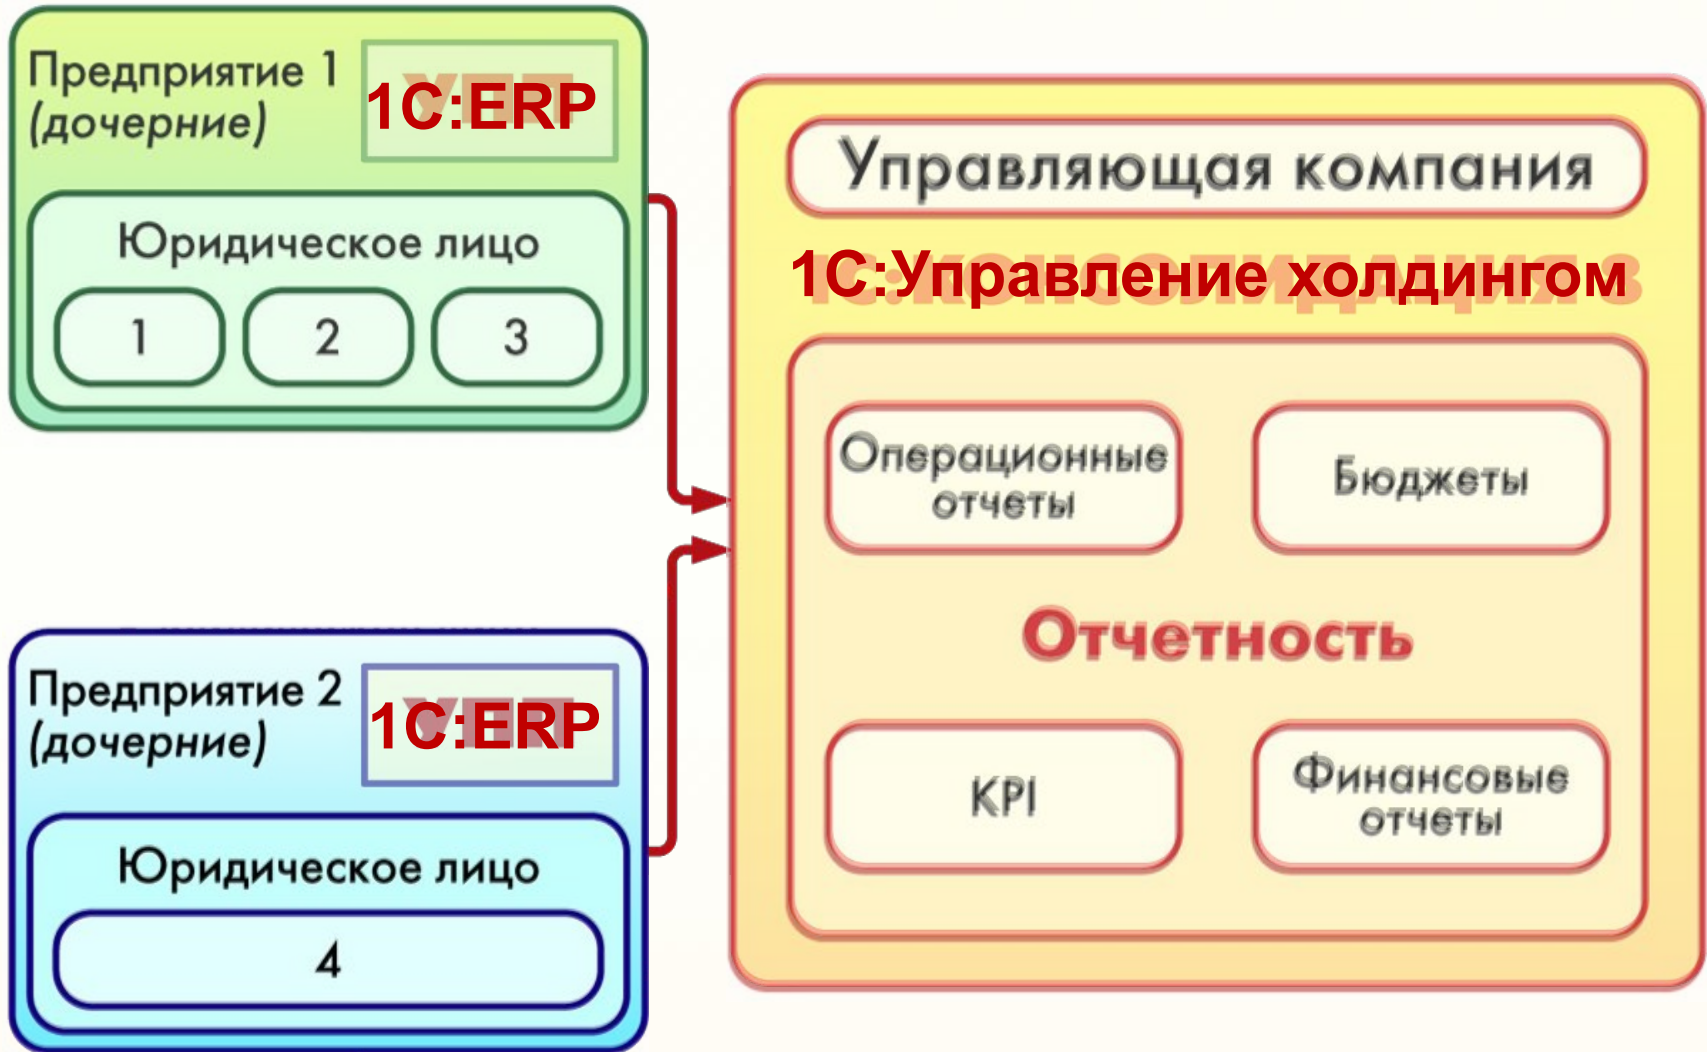 Предприятие 1
(дочерние)
1С:ERP
Юридическое лицо
1
2
3
Предприятие 2
(дочерние)
1С:ERP
Юридическое лицо
4
Управляющая компания
1С:Управление холдингом
Операционные
отчеты
Бюджеты
Отчетность
KPI
Финансовые
отчеты